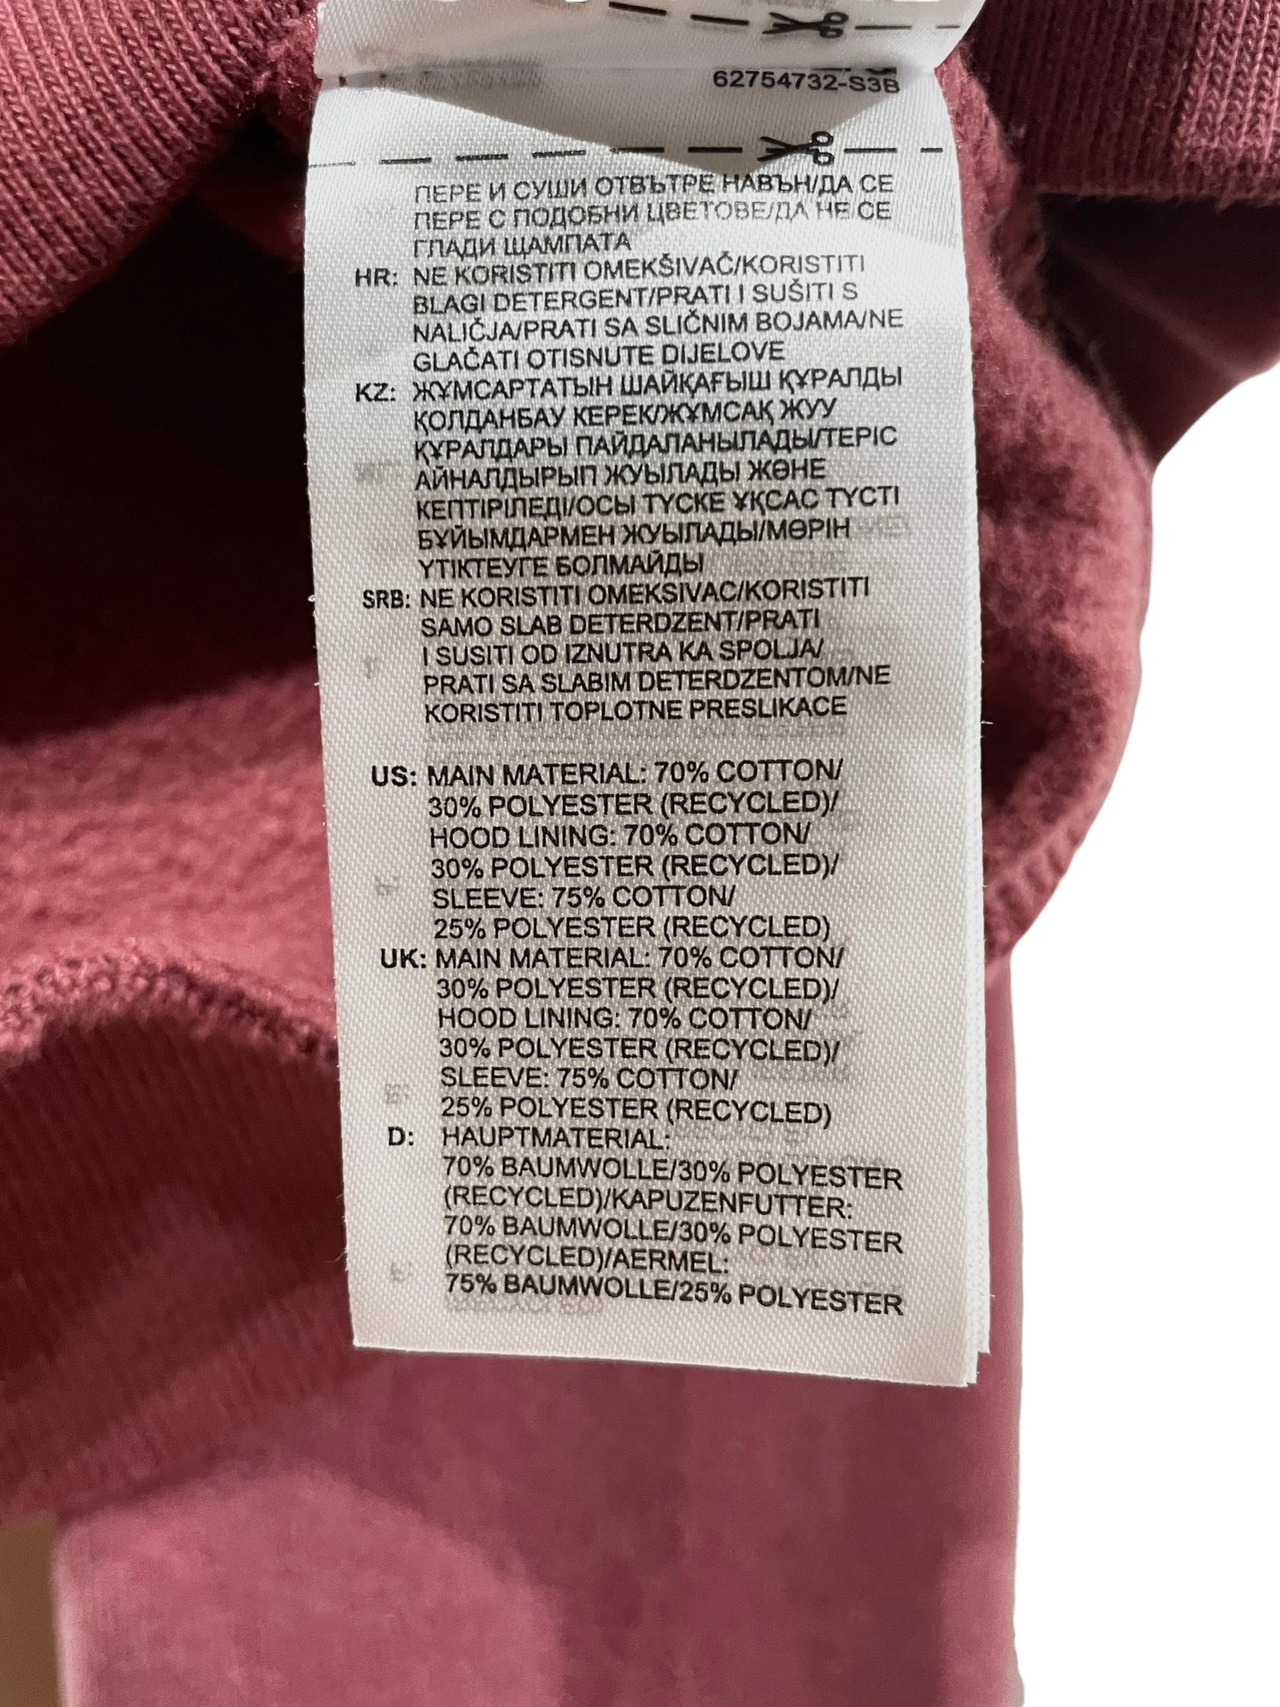 62754732-S3B
ПЕРЕ И СУШИ ОТВЪТРЕ НАВЪН/ДА СЕ
ПЕРЕ С ПОДОБНИ ЦВЕТОВЕ/ДА НЕ СЕ
ГЛАДИ ЩАМПАТА
HR: NE KORISTITI OMEKŠIVAČ/KORISTITI
BLAGI DETERGENT/PRATI I SUŠITI S
NALIČJA/PRATI SA SLIČNIM BOJAMA/NE
GLAČATI OTISNUTE DIJELOVE
KZ: ЖҰМСАРТАТЫН ШАЙҚАҒЫШ ҚҰРАЛДЫ
ҚОЛДАНБАУ КЕРЕК/ЖҰМСАҚ ЖУУ
ҚҰРАЛДАРЫ ПАЙДАЛАНЫЛАДЫ/ТЕРІС
АЙНАЛДЫРЫП ЖУЫЛАДЫ ЖӘНЕ
КЕПТІРІЛЕДІ/ОСЫ ТҮСКЕ ҰҚСАС ТҮСТІ
БҰЙЫМДАРМЕН ЖУЫЛАДЫ/МӨРІН
ҮТІКТЕУГЕ БОЛМАЙДЫ
SRB: NE KORISTITI OMEKSIVAC/KORISTITI
SAMO SLAB DETERDZENT/PRATI
I SUSITI OD IZNUTRA KA SPOLJA/
PRATI SA SLABIM DETERDZENTOM/NE
KORISTITI TOPLOTNE PRESLIKACE
US: MAIN MATERIAL: 70% COTTON/
30% POLYESTER (RECYCLED)/
HOOD LINING: 70% COTTON/
30% POLYESTER (RECYCLED)/
SLEEVE: 75% COTTON/
25% POLYESTER (RECYCLED)
UK: MAIN MATERIAL: 70% COTTON/
30% POLYESTER (RECYCLED)/
HOOD LINING: 70% COTTON/
30% POLYESTER (RECYCLED)/
SLEEVE: 75% COTTON/
25% POLYESTER (RECYCLED)
D: HAUPTMATERIAL:
70% BAUMWOLLE/30% POLYESTER
(RECYCLED)/KAPUZENFUTTER:
70% BAUMWOLLE/30% POLYESTER
(RECYCLED)/AERMEL:
75% BAUMWOLLE/25% POLYESTER